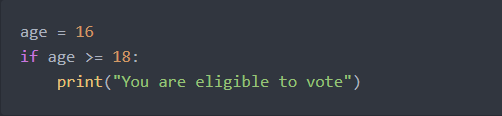 age = 16
if age >= 18:
    print("You are eligible to vote")